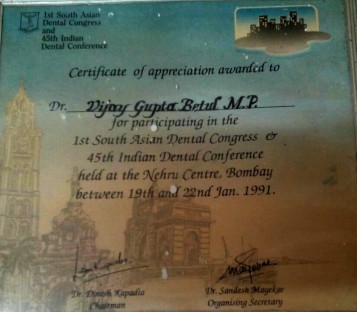 1st South Asian
Dental Congress
and
45th Indian
Dental Conference
Certificate of appreciation awarded to
Dr. Vijay Gupta Betul M.P.
for participating in the
1st South Asian Dental Congress &
45th Indian Dental Conference
held at the Nehru Centre, Bombay
between 19th and 22nd Jan. 1991.
Dr. Dinesh Kapadia
Chairman
Dr. Sandesh Mayekar
Organising Secretary